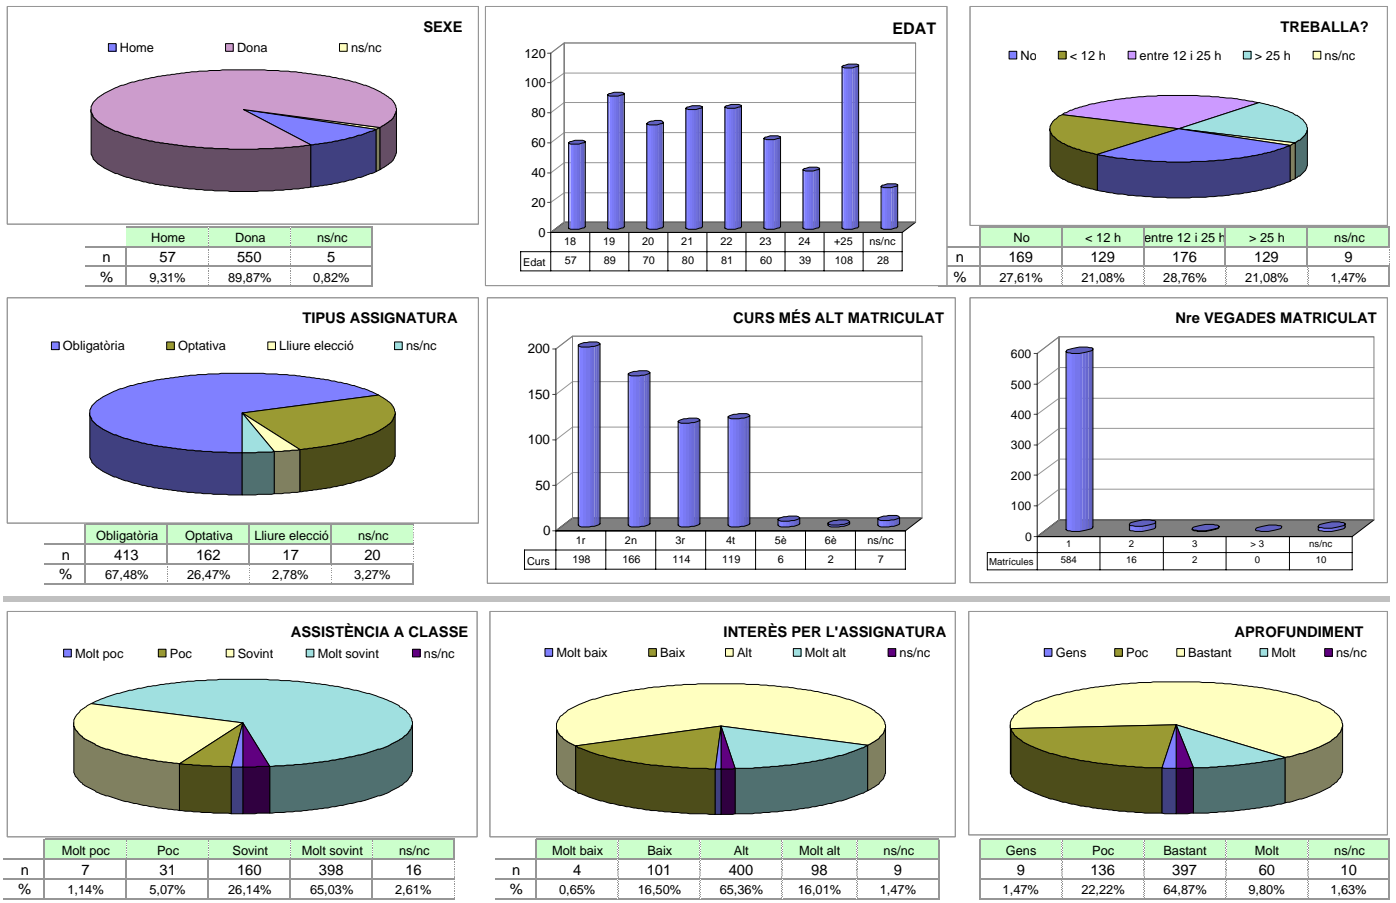 SEXE
Home Dona ns/nc
Home Dona ns/nc
n 57 550 5
% 9,31% 89,87% 0,82%
EDAT
120
100
80
60
40
20
0
18 19 20 21 22 23 24 +25 ns/nc
Edat 57 89 70 80 81 60 39 108 28
TREBALLA?
No < 12 h entre 12 i 25 h > 25 h ns/nc
No < 12 h entre 12 i 25 h > 25 h ns/nc
n 169 129 176 129 9
% 27,61% 21,08% 28,76% 21,08% 1,47%
TIPUS ASSIGNATURA
Obligatòria Optativa Lliure elecció ns/nc
Obligatòria Optativa Lliure elecció ns/nc
n 413 162 17 20
% 67,48% 26,47% 2,78% 3,27%
CURS MÉS ALT MATRICULAT
200
150
100
50
0
1r 2n 3r 4t 5è 6è ns/nc
Curs 198 166 114 119 6 2 7
Nre VEGADES MATRICULAT
600
500
400
300
200
100
0
1 2 3 > 3 ns/nc
Matrícules 584 16 2 0 10
ASSISTÈNCIA A CLASSE
Molt poc Poc Sovint Molt sovint ns/nc
Molt poc Poc Sovint Molt sovint ns/nc
n 7 31 160 398 16
% 1,14% 5,07% 26,14% 65,03% 2,61%
INTERÈS PER L'ASSIGNATURA
Molt baix Baix Alt Molt alt ns/nc
Molt baix Baix Alt Molt alt ns/nc
n 4 101 400 98 9
% 0,65% 16,50% 65,36% 16,01% 1,47%
APROFUNDIMENT
Gens Poc Bastant Molt ns/nc
Gens Poc Bastant Molt ns/nc
9 136 397 60 10
1,47% 22,22% 64,87% 9,80% 1,63%